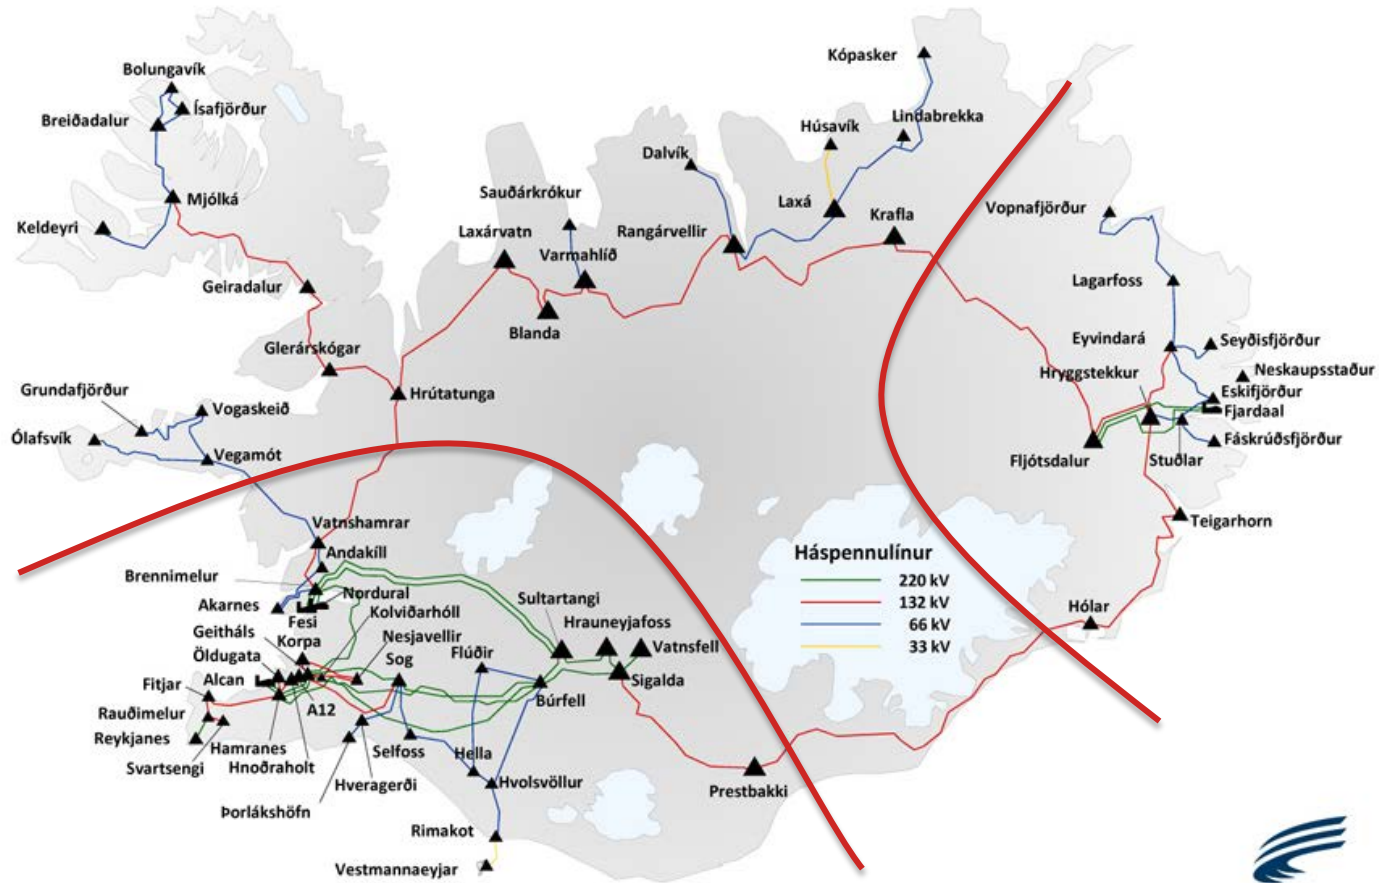 Kópasker
Bolungavík
Ísafjörður
Breiðadalur
Lindabrekka
Húsavík
Dalvík
Mjólká
Sauðárkrókur
Laxá
Krafla
Vopnafjörður
Keldeyri
Laxárvatn
Rangárvellir
Varmahlíð
Geiradalur
Lagarfoss
Blanda
Eyvindará
Seyðisfjörður
Glerárskógar
Hryggstekkur
Neskaupsstaður
Grundafjörður
Hrútatunga
Eskifjörður
Vogaskeið
Fjardaal
Ólafsvík
Fáskrúðsfjörður
Vegamót
Fljótsdalur
Stuðlar
Vatnshamrar
Teigarhorn
Andakíll
Háspennulínur
Brennimelur
220 kV
Nordural
132 kV
Akarnes
Kolviðarhóll
Sultartangi
Hólar
Fesi
Hrauneyjafoss
66 kV
Geitháls
Korpa
Nesjavellir
Vatnsfell
33 kV
Öldugata
Sog
Flúðir
Alcan
Sigalda
Fitjar
A12
Búrfell
Rauðimelur
Reykjanes
Hamranes
Selfoss
Hella
Svartsengi
Hnoðraholt
Hveragerði
Hvolsvöllur
Prestbakki
Þorlákshöfn
Rimakot
Vestmannaeyjar